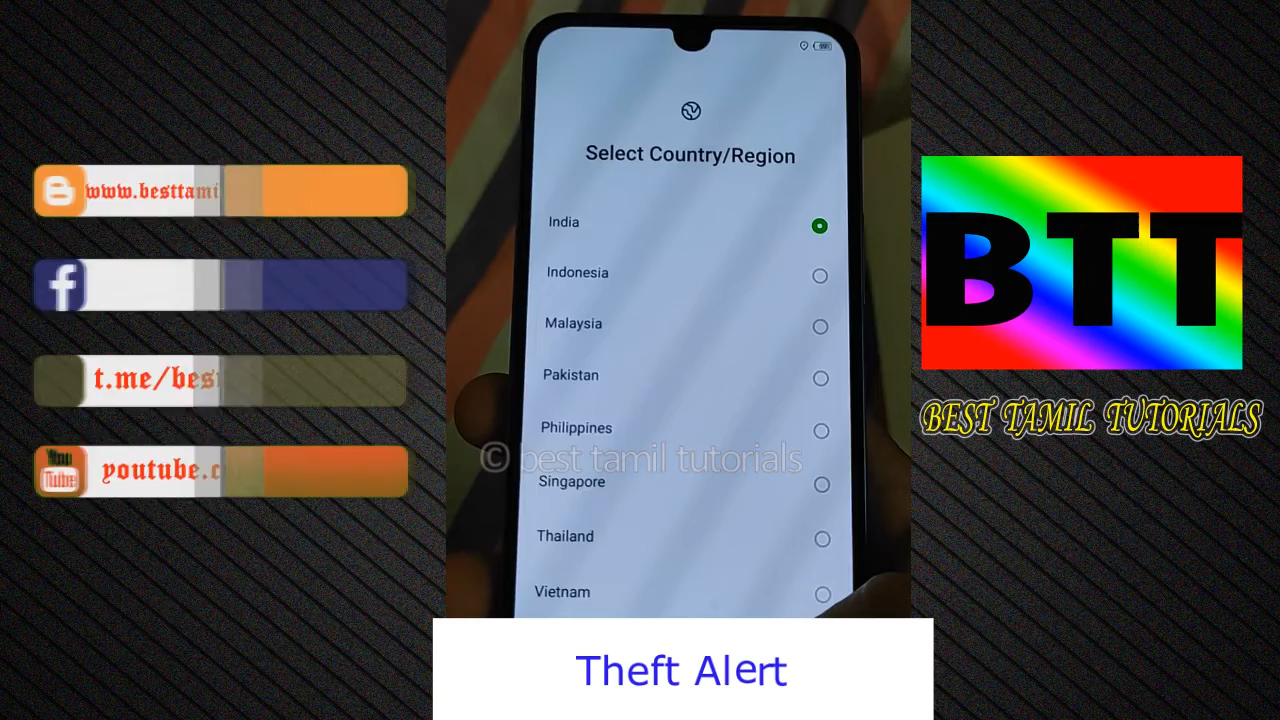 www.besttami
t.me/bes
You
Tube
youtube.c
Select Country/Region
India
Indonesia
Malaysia
Pakistan
Philippines
© best tamil tutorials
Singapore
Thailand
Vietnam
Theft Alert
BTT
BEST TAMIL TUTORIALS